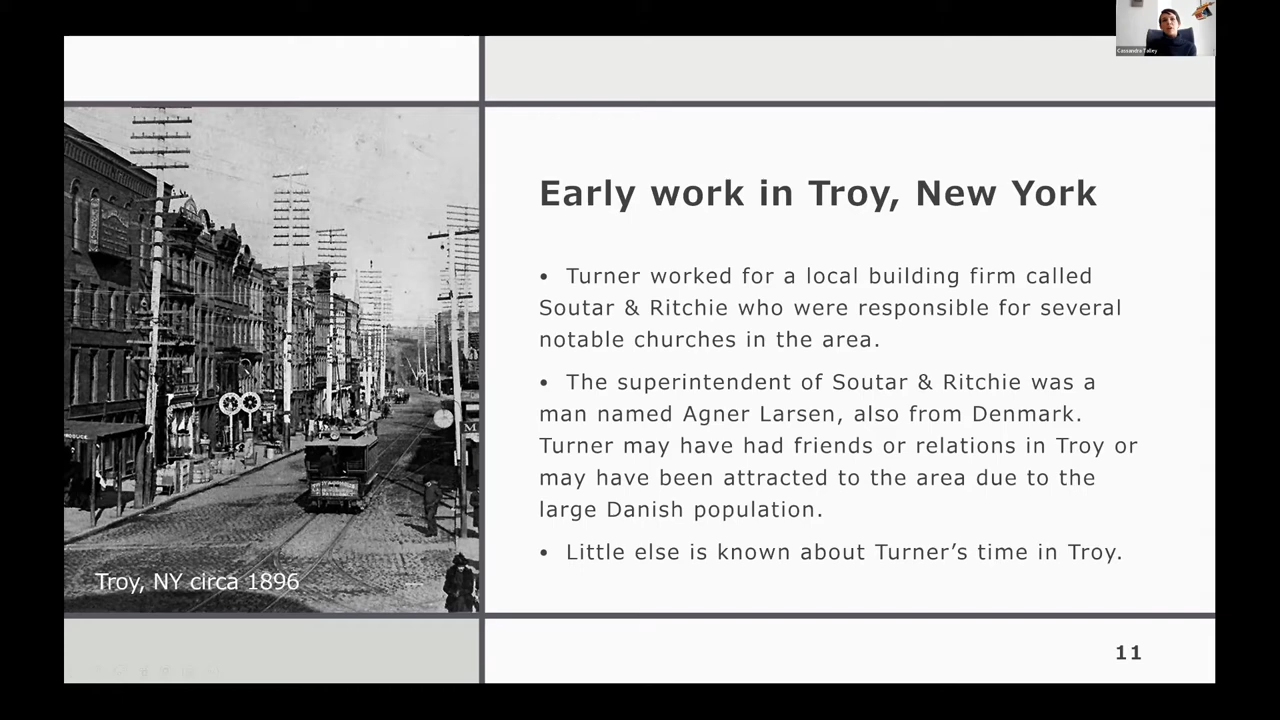 Cassandra Talley
Early work in Troy, New York
• Turner worked for a local building firm called
Soutar & Ritchie who were responsible for several
notable churches in the area.
• The superintendent of Soutar & Ritchie was a
man named Agner Larsen, also from Denmark.
Turner may have had friends or relations in Troy or
may have been attracted to the area due to the
large Danish population.
• Little else is known about Turner’s time in Troy.
Troy, NY circa 1896
11